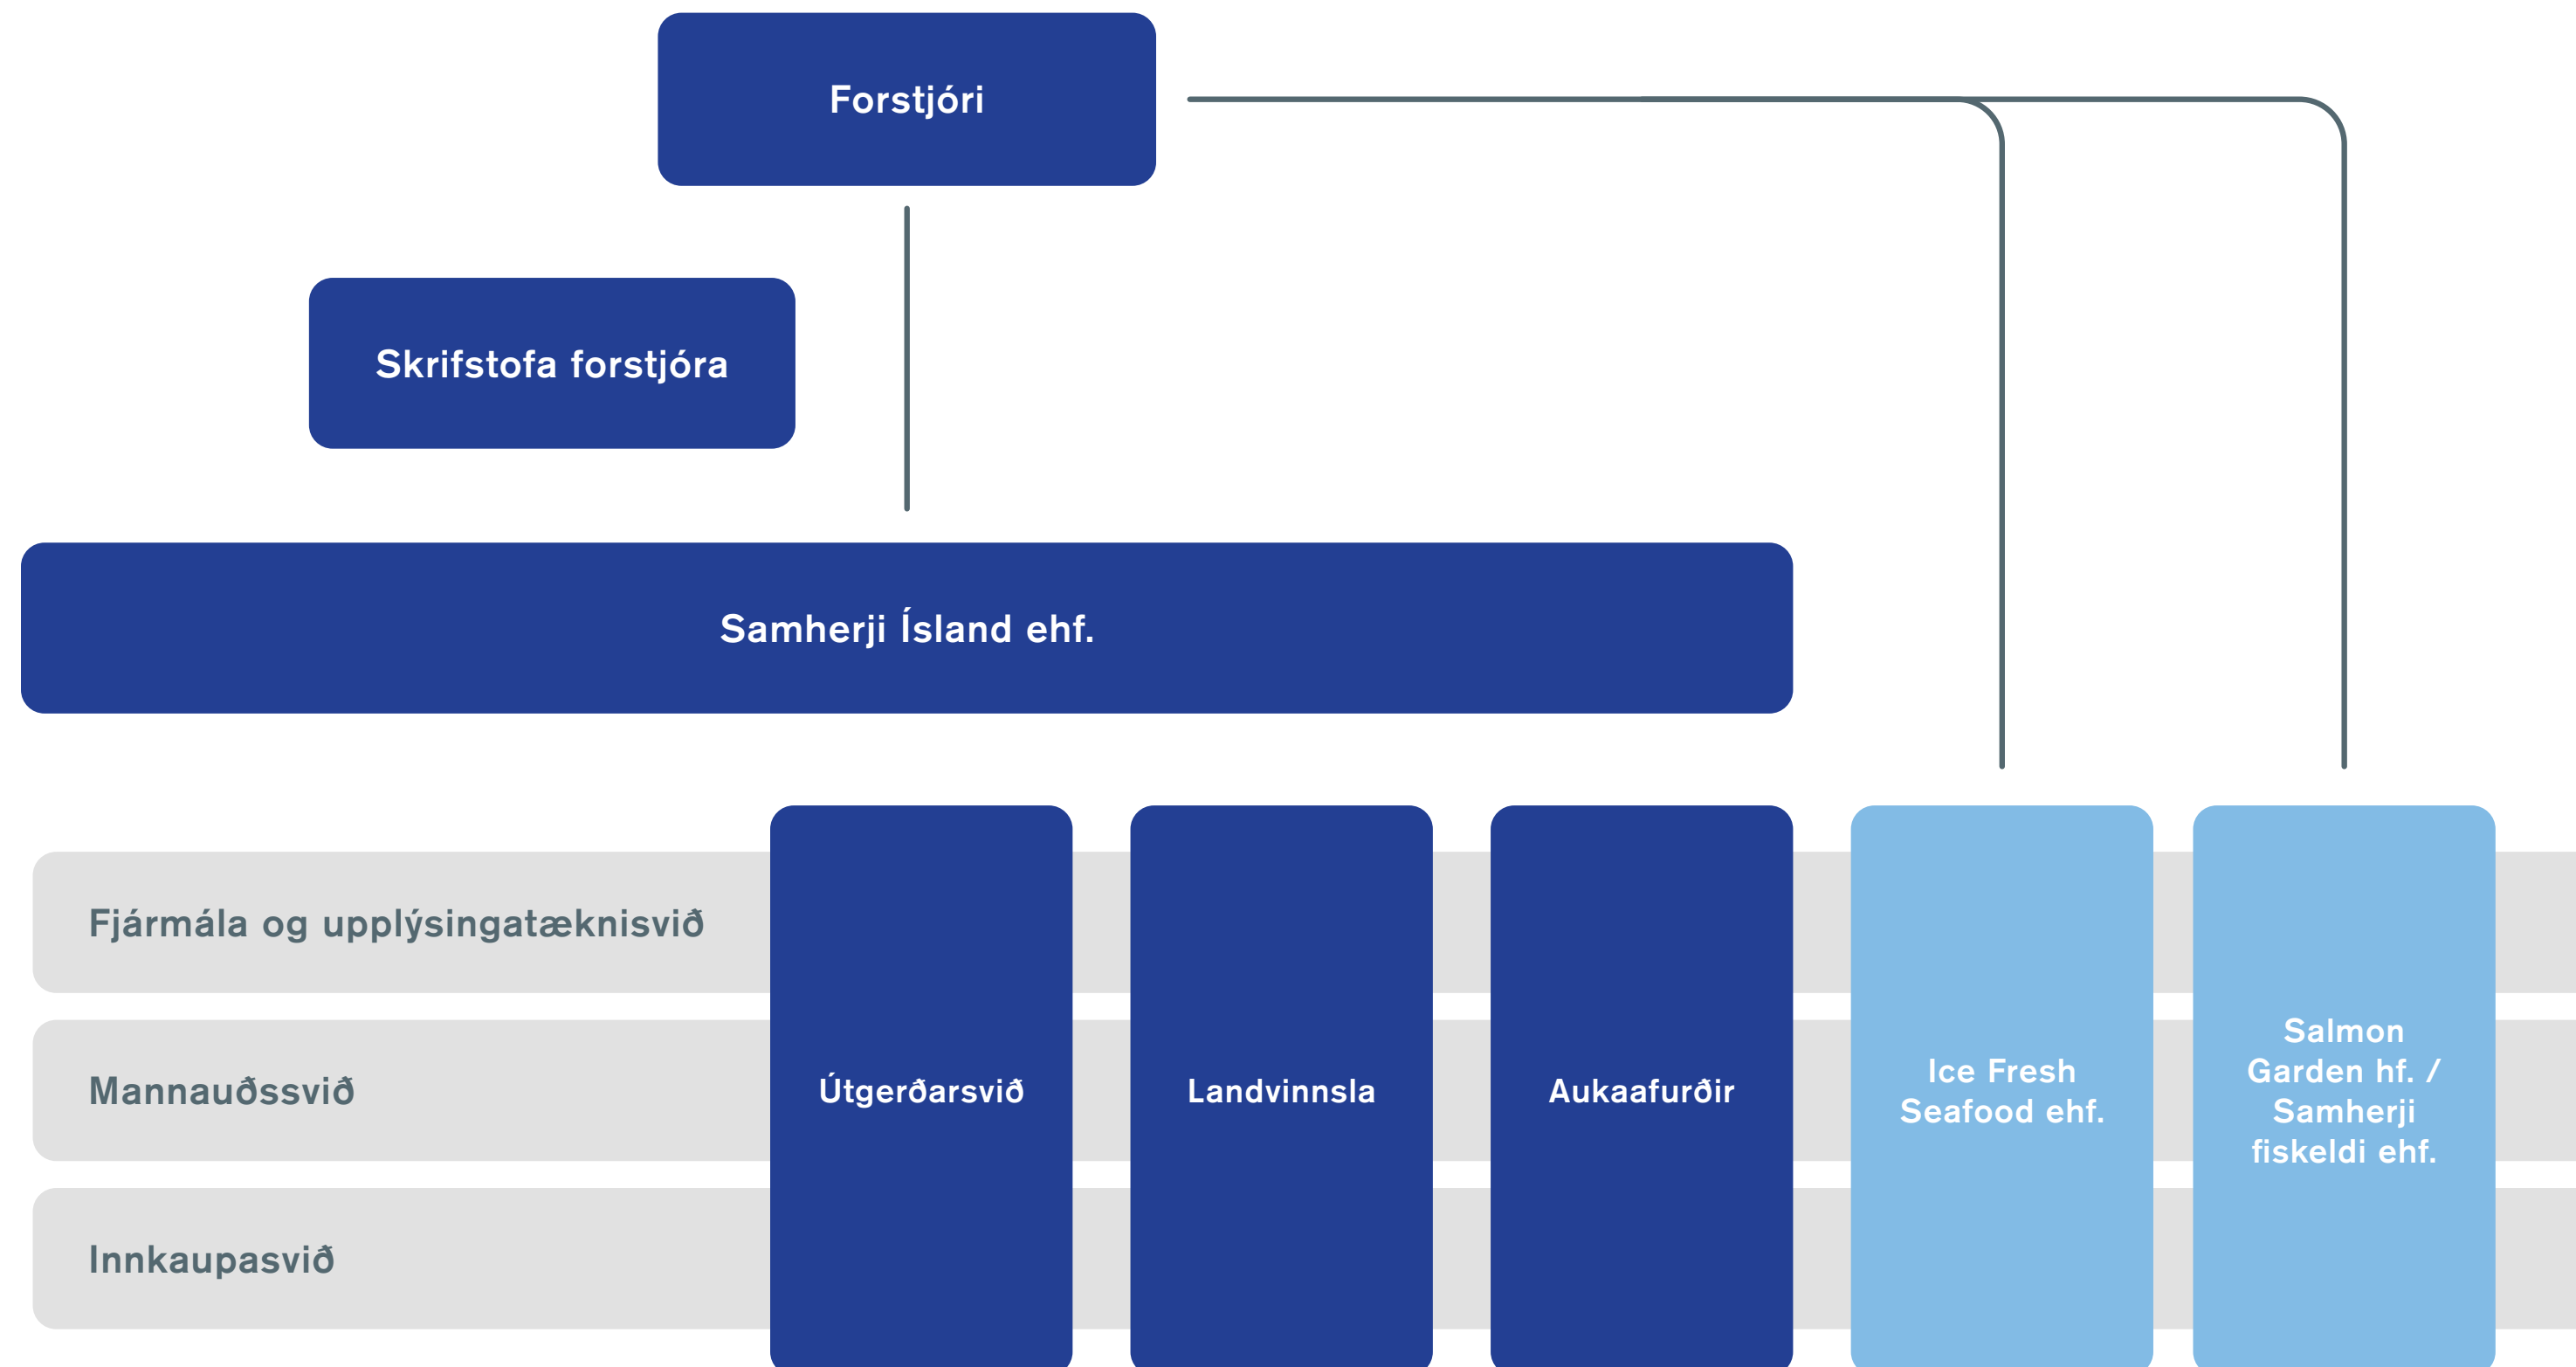 Forstjóri
Skrifstofa forstjóra
Samherji Ísland ehf.
Fjármála og upplýsingatæknisvið
Mannauðssvið
Innkaupasvið
Útgerðarsvið
Landvinnsla
Aukaafurðir
Ice Fresh
Seafood ehf.
Salmon
Garden hf. /
Samherji
fiskeldi ehf.